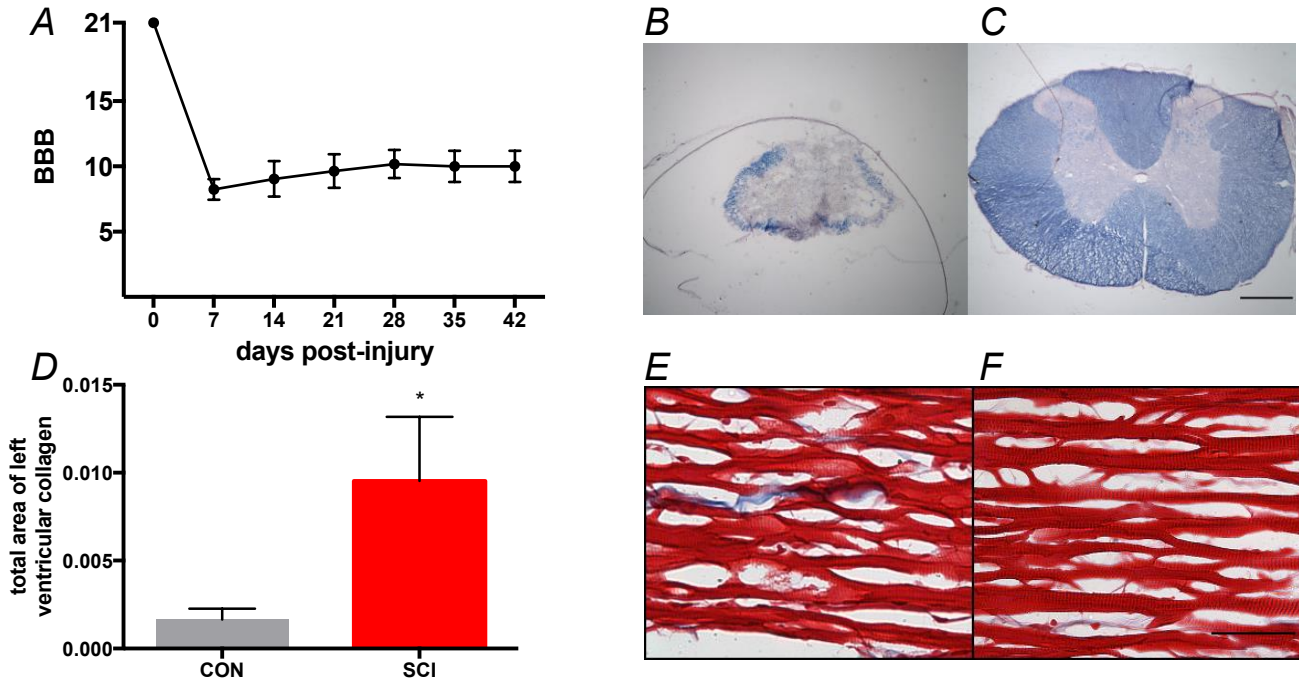 A
21
15
10
5
BBB
0 7 14 21 28 35 42
days post-injury
B
C
D
0.015
0.010
0.005
0.000
total area of left
ventricular collagen
*
CON SCI
E
F